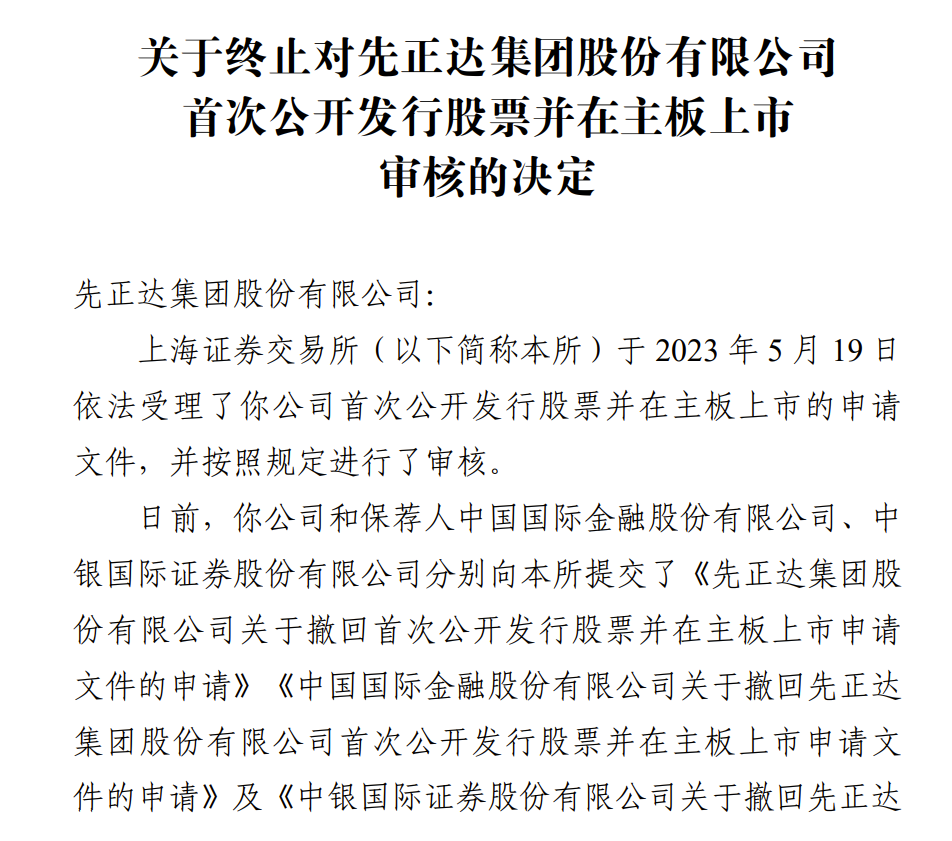 关于终止对先正达集团股份有限公司
首次公开发行股票并在主板上市
审核的决定
先正达集团股份有限公司：
上海证券交易所（以下简称本所）于 2023 年 5 月 19 日
依法受理了你公司首次公开发行股票并在主板上市的申请
文件，并按照规定进行了审核。
日前，你公司和保荐人中国国际金融股份有限公司、中
银国际证券股份有限公司分别向本所提交了《先正达集团股
份有限公司关于撤回首次公开发行股票并在主板上市申请
文件的申请》《中国国际金融股份有限公司关于撤回先正达
集团股份有限公司首次公开发行股票并在主板上市申请文
件的申请》及《中银国际证券股份有限公司关于撤回先正达